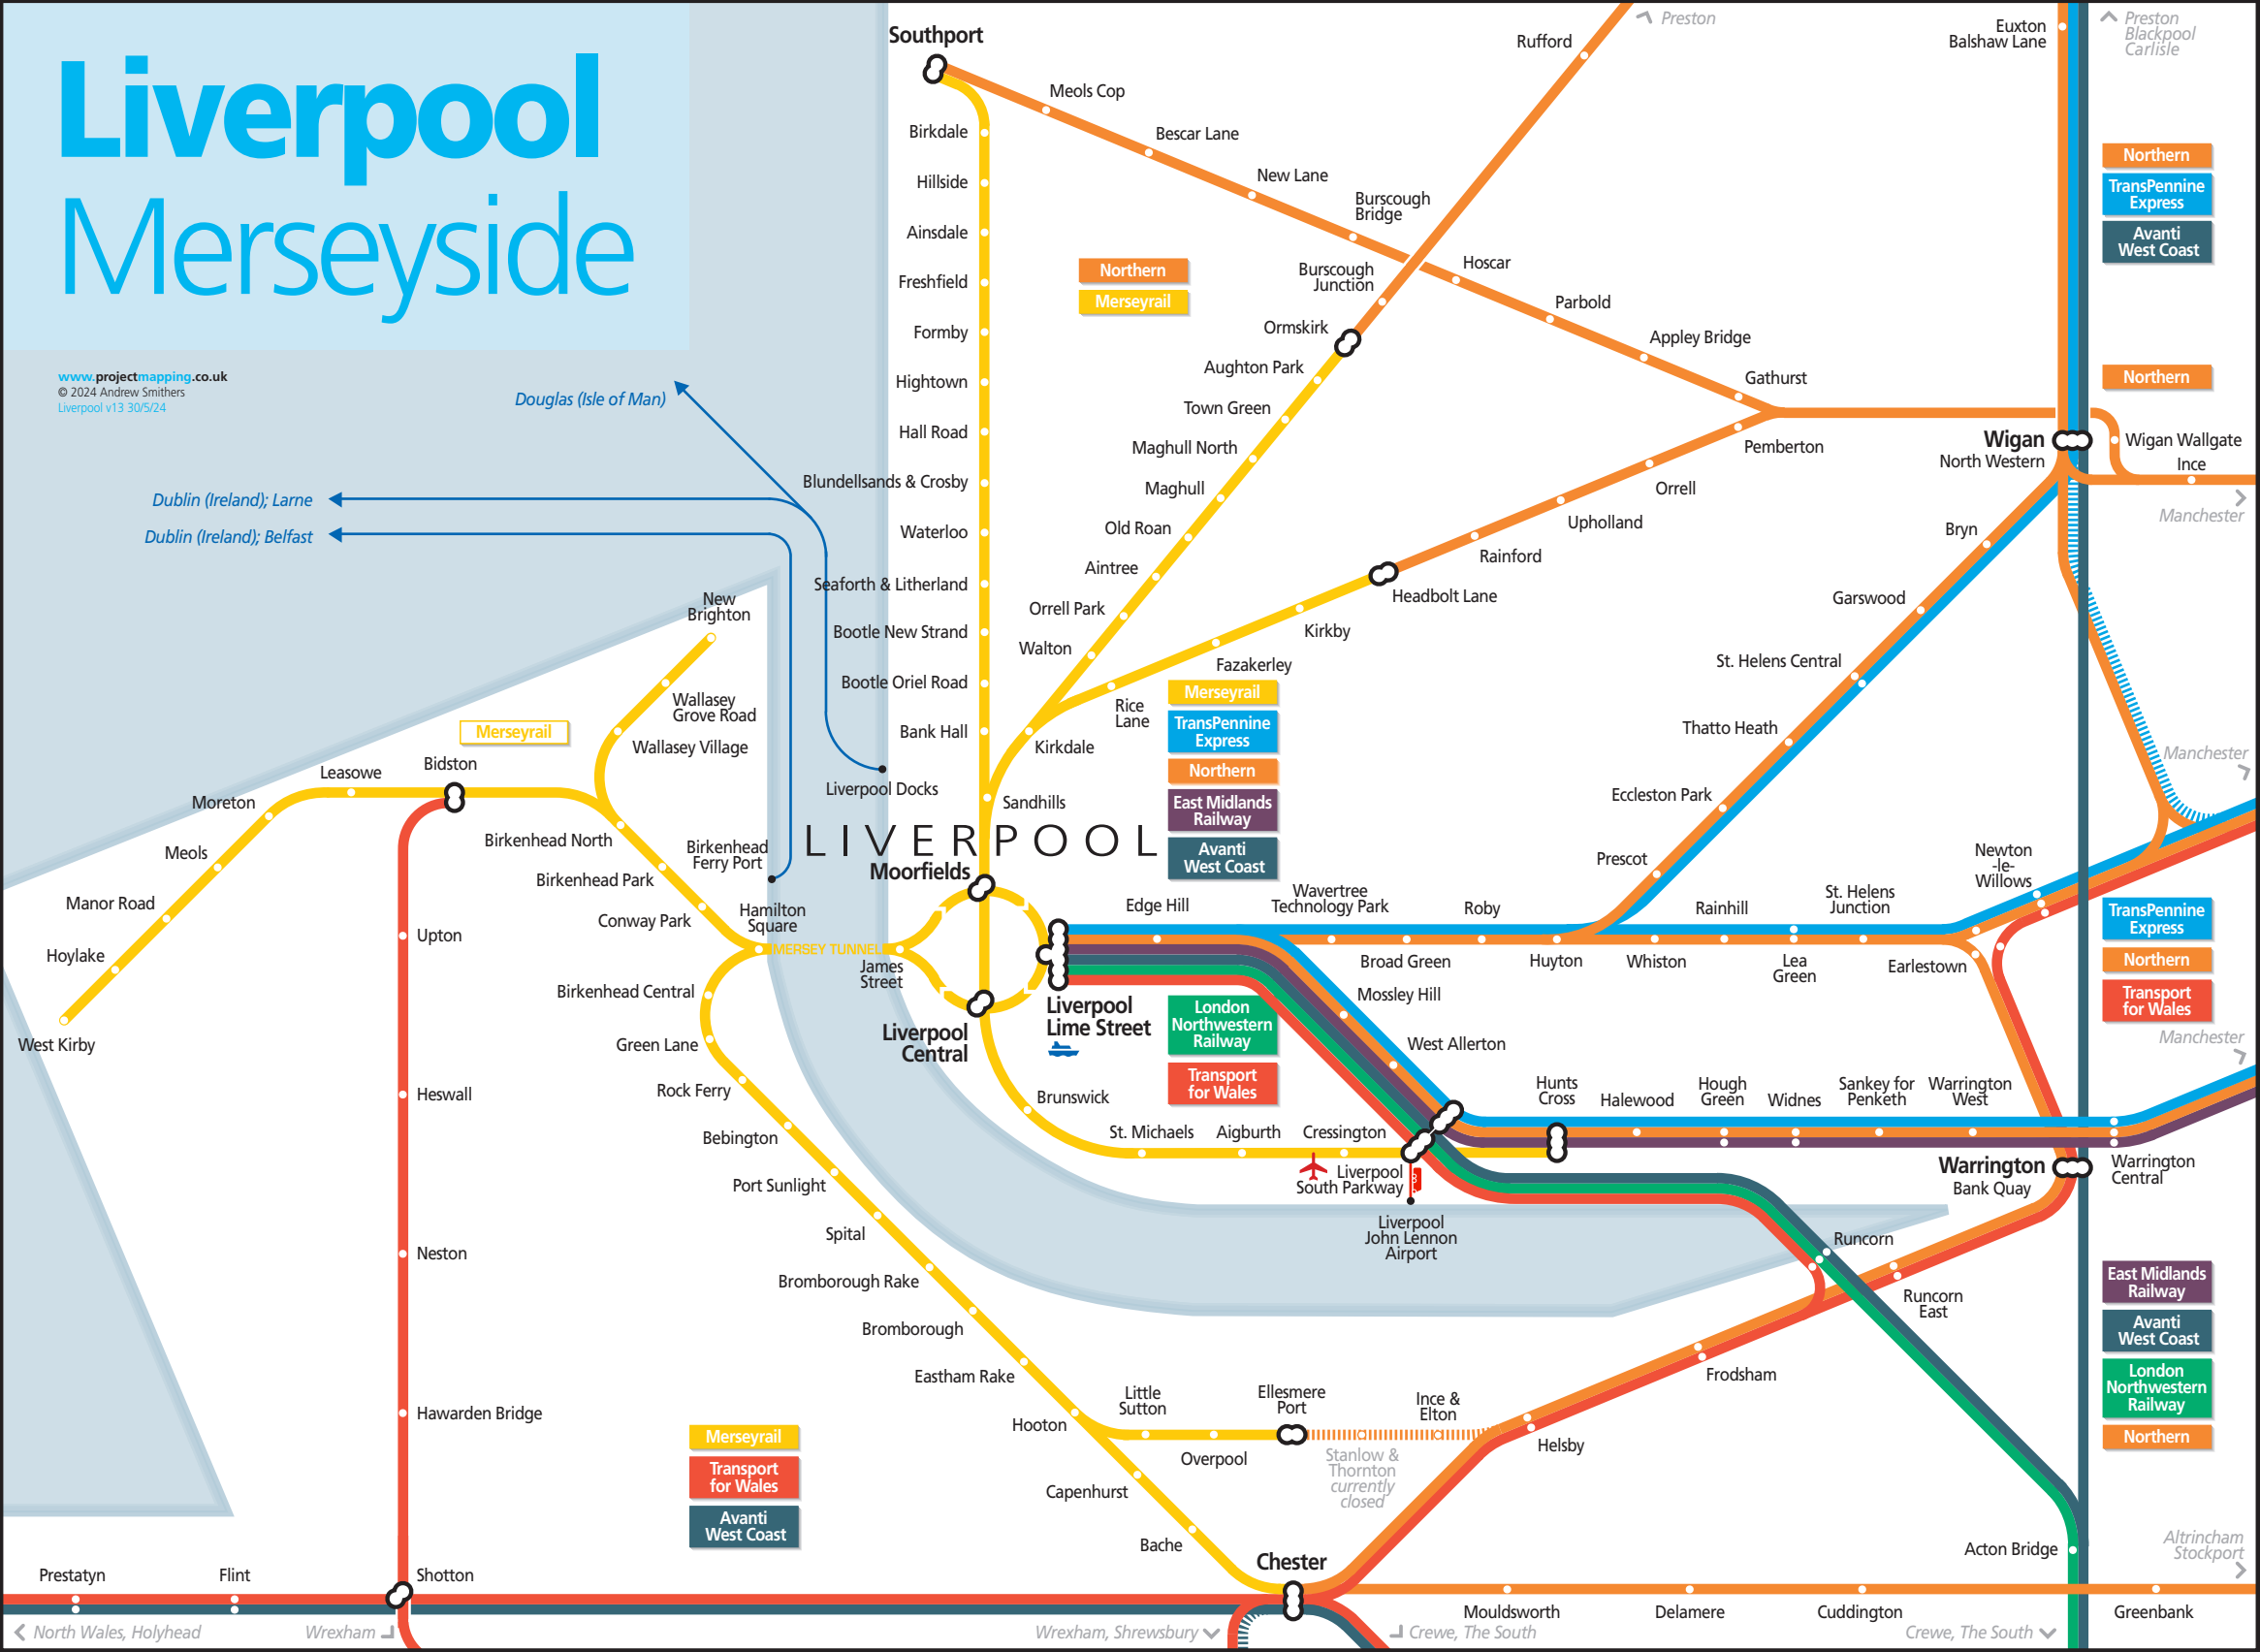 Liverpool
Merseyside
www.projectmapping.co.uk
© 2024 Andrew Smithers
Liverpool v13 30/5/24
Douglas (Isle of Man)
Dublin (Ireland); Larne
Dublin (Ireland); Belfast
Southport
Meols Cop
Bescar Lane
New Lane
Burscough
Bridge
Hoscar
Parbold
Appley Bridge
Gathurst
Rufford
Preston
Burscough
Junction
Ormskirk
Aughton Park
Town Green
Maghull North
Maghull
Old Roan
Aintree
Orrell Park
Walton
Northern
Merseyrail
Birkdale
Hillside
Ainsdale
Freshfield
Formby
Hightown
Hall Road
Blundellsands & Crosby
Waterloo
Seaforth & Litherland
Bootle New Strand
Bootle Oriel Road
Bank Hall
Sandhills
Kirkdale
Rice
Lane
Fazakerley
Kirkby
Headbolt Lane
Rainford
Upholland
Orrell
Pemberton
Euxton
Balshaw Lane
Preston
Blackpool
Carlisle
Northern
TransPennine
Express
Avanti
West Coast
Northern
Wigan
North Western
Wigan Wallgate
Ince
Manchester
Bryn
Garswood
St. Helens Central
Thatto Heath
Eccleston Park
Prescot
Manchester
New
Brighton
Wallasey
Grove Road
Wallasey Village
Merseyrail
Bidston
Leasowe
Moreton
Meols
Manor Road
Hoylake
West Kirby
Birkenhead North
Birkenhead Park
Conway Park
Birkenhead
Ferry Port
Hamilton
Square
MERSEY TUNNEL
James
Street
Liverpool Docks
LIVERPOOL
Moorfields
Liverpool
Central
Liverpool
Lime Street
Merseyrail
TransPennine
Express
Northern
East Midlands
Railway
Avanti
West Coast
London
Northwestern
Railway
Transport
for Wales
Edge Hill
Wavertree
Technology Park
Broad Green
Roby
Huyton
Whiston
Rainhill
Lea
Green
St. Helens
Junction
Earlestown
Newton
-le-
Willows
TransPennine
Express
Northern
Transport
for Wales
Manchester
Mossley Hill
West Allerton
Hunts
Cross
Halewood
Hough
Green
Widnes
Sankey for
Penketh
Warrington
West
Warrington
Central
Warrington
Bank Quay
Brunswick
St. Michaels
Aigburth
Cressington
Liverpool
South Parkway
BUS
Liverpool
John Lennon
Airport
Runcorn
Runcorn
East
Frodsham
Helsby
Birkenhead Central
Green Lane
Rock Ferry
Bebington
Port Sunlight
Spital
Bromborough Rake
Bromborough
Eastham Rake
Hooton
Little
Sutton
Overpool
Ellesmere
Port
Stanlow &
Thornton
currently
closed
Ince &
Elton
Capenhurst
Bache
Chester
Upton
Heswall
Neston
Hawarden Bridge
Shotton
Flint
Prestatyn
North Wales, Holyhead
Wrexham
Merseyrail
Transport
for Wales
Avanti
West Coast
Wrexham, Shrewsbury
Crewe, The South
Mouldsworth
Delamere
Cuddington
Greenbank
Acton Bridge
Crewe, The South
Altrincham
Stockport
East Midlands
Railway
Avanti
West Coast
London
Northwestern
Railway
Northern